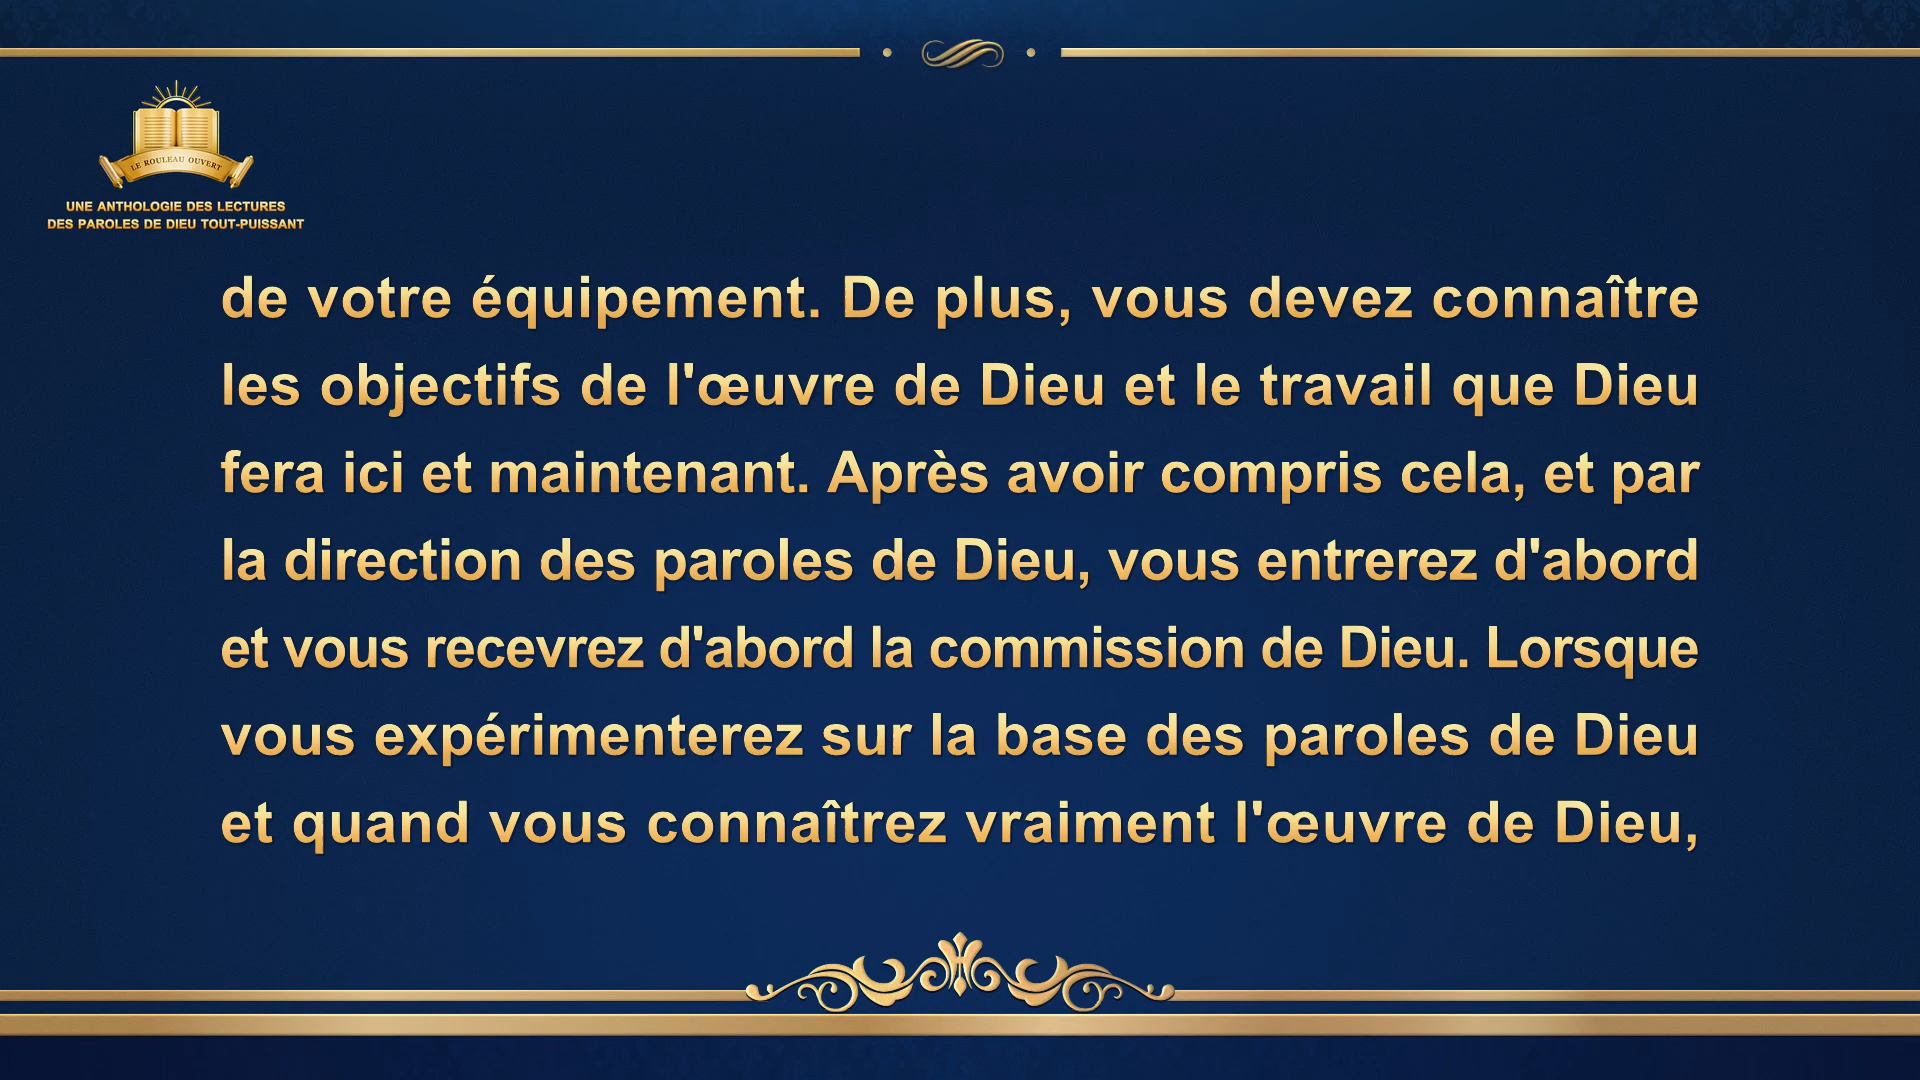 LE ROULEAU OUVERT
UNE ANTHOLOGIE DES LECTURES
DES PAROLES DE DIEU TOUT-PUISSANT
de votre équipement. De plus, vous devez connaître
les objectifs de l'œuvre de Dieu et le travail que Dieu
fera ici et maintenant. Après avoir compris cela, et par
la direction des paroles de Dieu, vous entrerez d'abord
et vous recevrez d'abord la commission de Dieu. Lorsque
vous expérimenterez sur la base des paroles de Dieu
et quand vous connaîtrez vraiment l'œuvre de Dieu,